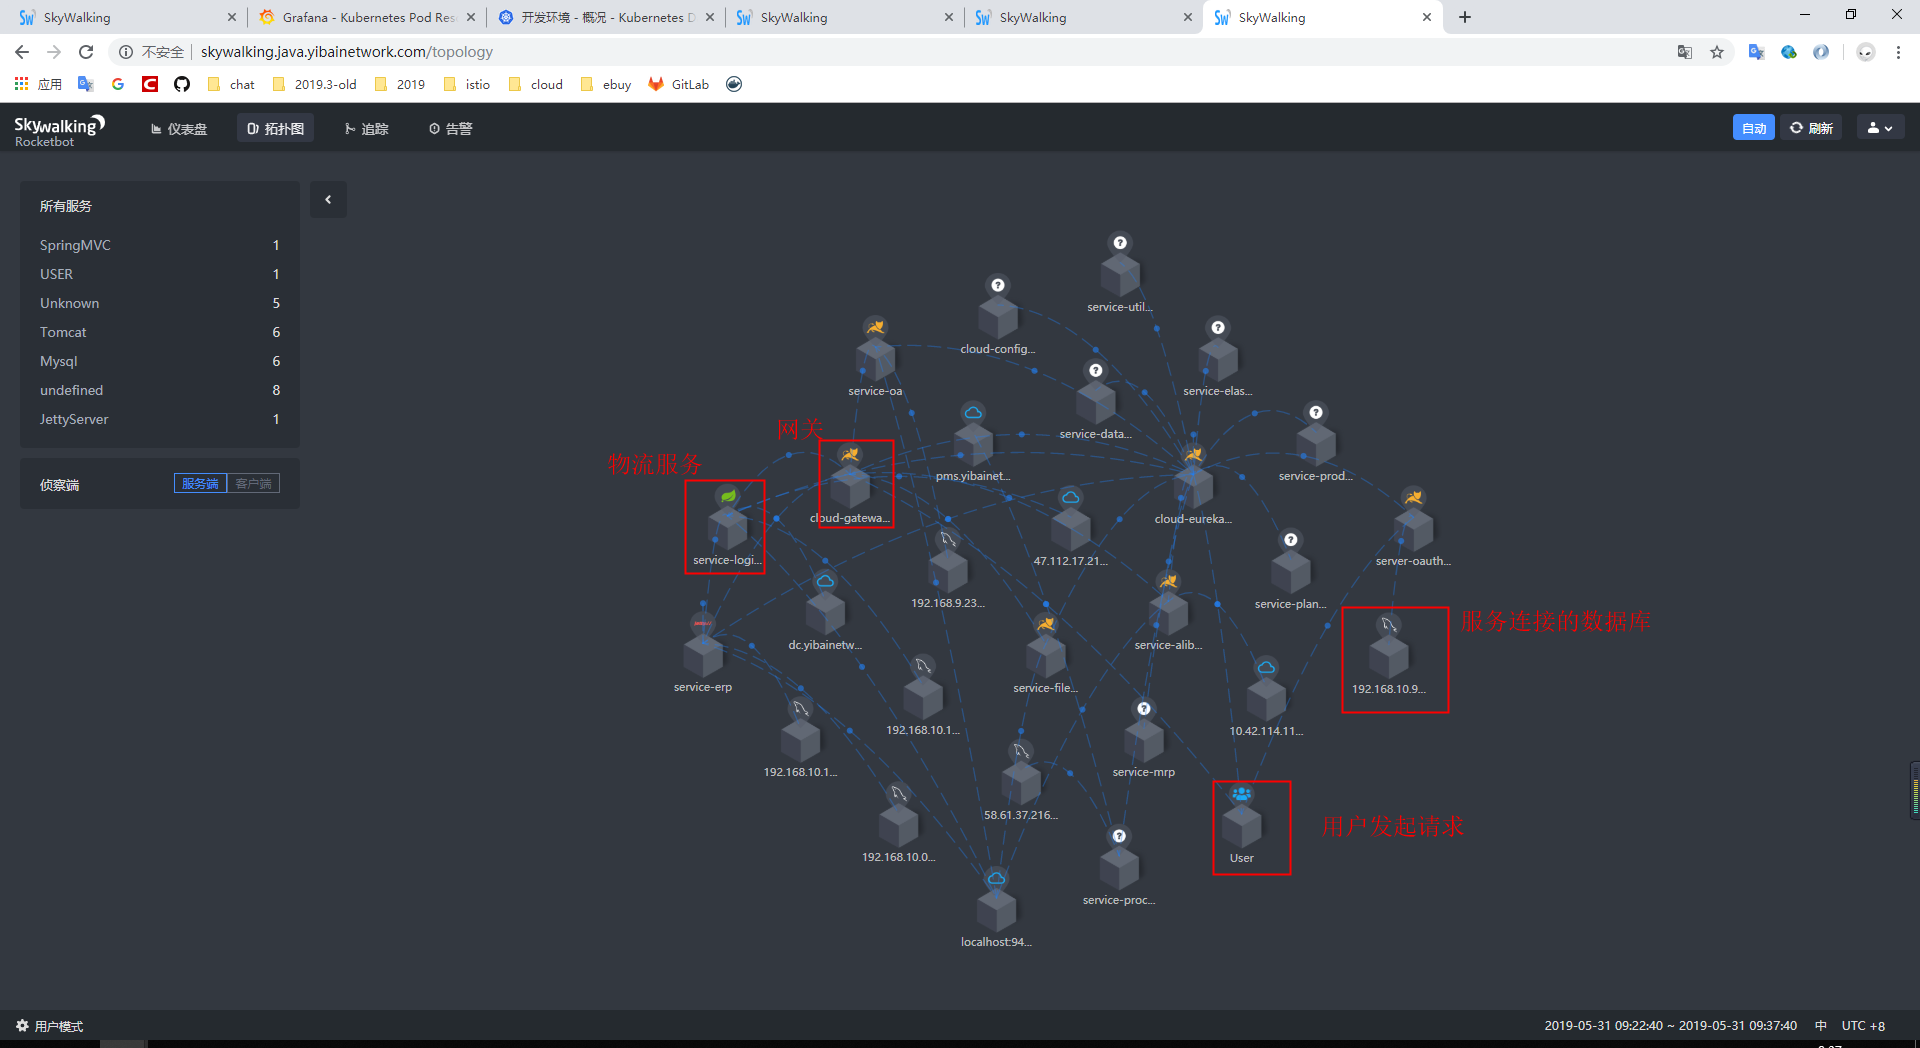 SkyWalking
Grafana - Kubernetes Pod Res
开发环境 - 概况 - Kubernetes D
SkyWalking
SkyWalking
SkyWalking
不安全 skywalking.java.yibainetwork.com/topology
应用
chat
2019.3-old
2019
istio
cloud
ebuy
GitLab
Skywalking
Rocketbot
仪表盘
拓扑图
追踪
告警
自动
刷新
所有服务
SpringMVC 1
USER 1
Unknown 5
Tomcat 6
Mysql 6
undefined 8
JettyServer 1
侦察端
服务端
客户端
service-util...
cloud-config...
service-oa
service-elas...
service-data...
网关
物流服务
pms.yibainet...
service-prod...
cloud-gatewa...
cloud-eureka...
service-logi...
47.112.17.21...
server-oauth...
192.168.9.23...
service-plan...
服务连接的数据库
dc.yibainetw...
service-alib...
service-erp
service-file...
192.168.10.9...
192.168.10.1...
10.42.114.11...
192.168.10.1...
service-mrp
58.61.37.216...
用户发起请求
192.168.10.0...
User
service-proc...
localhost:94...
用户模式
2019-05-31 09:22:40 ~ 2019-05-31 09:37:40
中
UTC +8